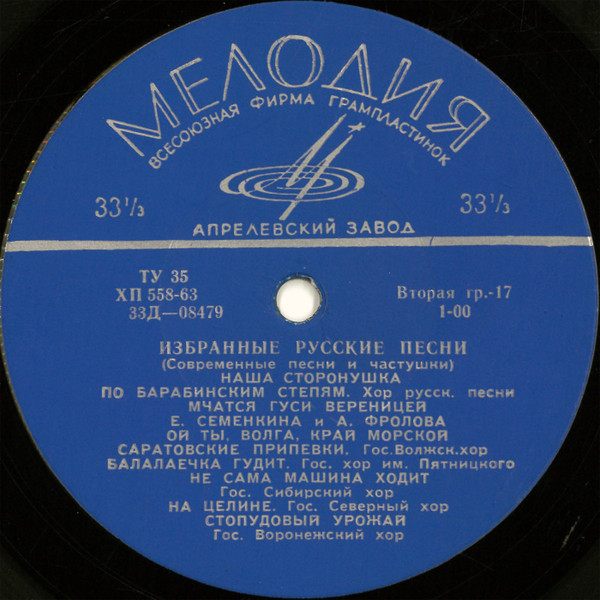 МЕЛОДИЯ
ВСЕСОЮЗНАЯ ФИРМА ГРАМПЛАСТИНОК
33⅓ 33⅓
АПРЕЛЕВСКИЙ ЗАВОД
ТУ 35
ХП 558-63 Вторая гр.-17
33Д—08479 1-00
ИЗБРАННЫЕ РУССКИЕ ПЕСНИ
(Современные песни и частушки)
НАША СТОРОНУШКА
ПО БАРАБИНСКИМ СТЕПЯМ. Хор русск. песни
МЧАТСЯ ГУСИ ВЕРЕНИЦЕЙ
Е. СЕМЕНКИНА и А. ФРОЛОВА
ОЙ ТЫ, ВОЛГА, КРАЙ МОРСКОЙ
САРАТОВСКИЕ ПРИПЕВКИ. Гос.Волжск.хор
БАЛАЛАЕЧКА ГУДИТ. Гос. хор им. Пятницкого
НЕ САМА МАШИНА ХОДИТ
Гос. Сибирский хор
НА ЦЕЛИНЕ. Гос. Северный хор
СТОПУДОВЫЙ УРОЖАЙ
Гос. Воронежский хор